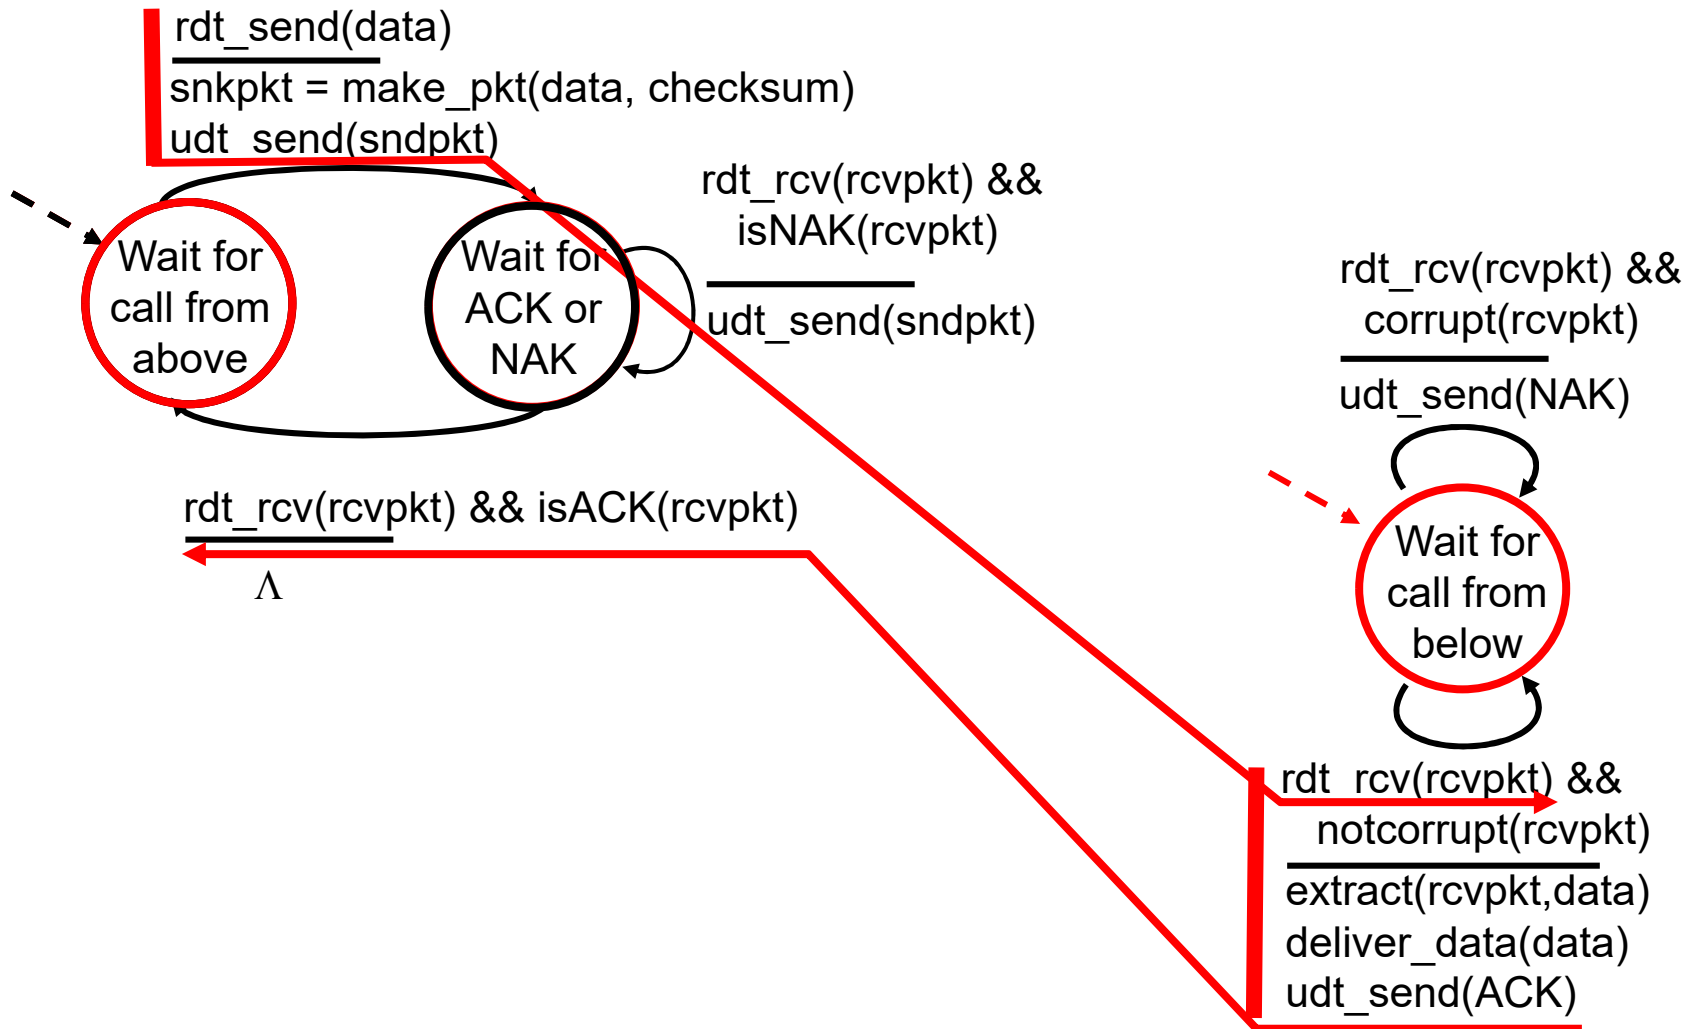 rdt_send(data)
snkpkt = make_pkt(data, checksum)
udt_send(sndpkt)
rdt_rcv(rcvpkt) &&
isNAK(rcvpkt)
udt_send(sndpkt)
Wait for
call from
above
Wait for
ACK or
NAK
rdt_rcv(rcvpkt) && isACK(rcvpkt)
Λ
rdt_rcv(rcvpkt) &&
corrupt(rcvpkt)
udt_send(NAK)
Wait for
call from
below
rdt_rcv(rcvpkt) &&
notcorrupt(rcvpkt)
extract(rcvpkt,data)
deliver_data(data)
udt_send(ACK)